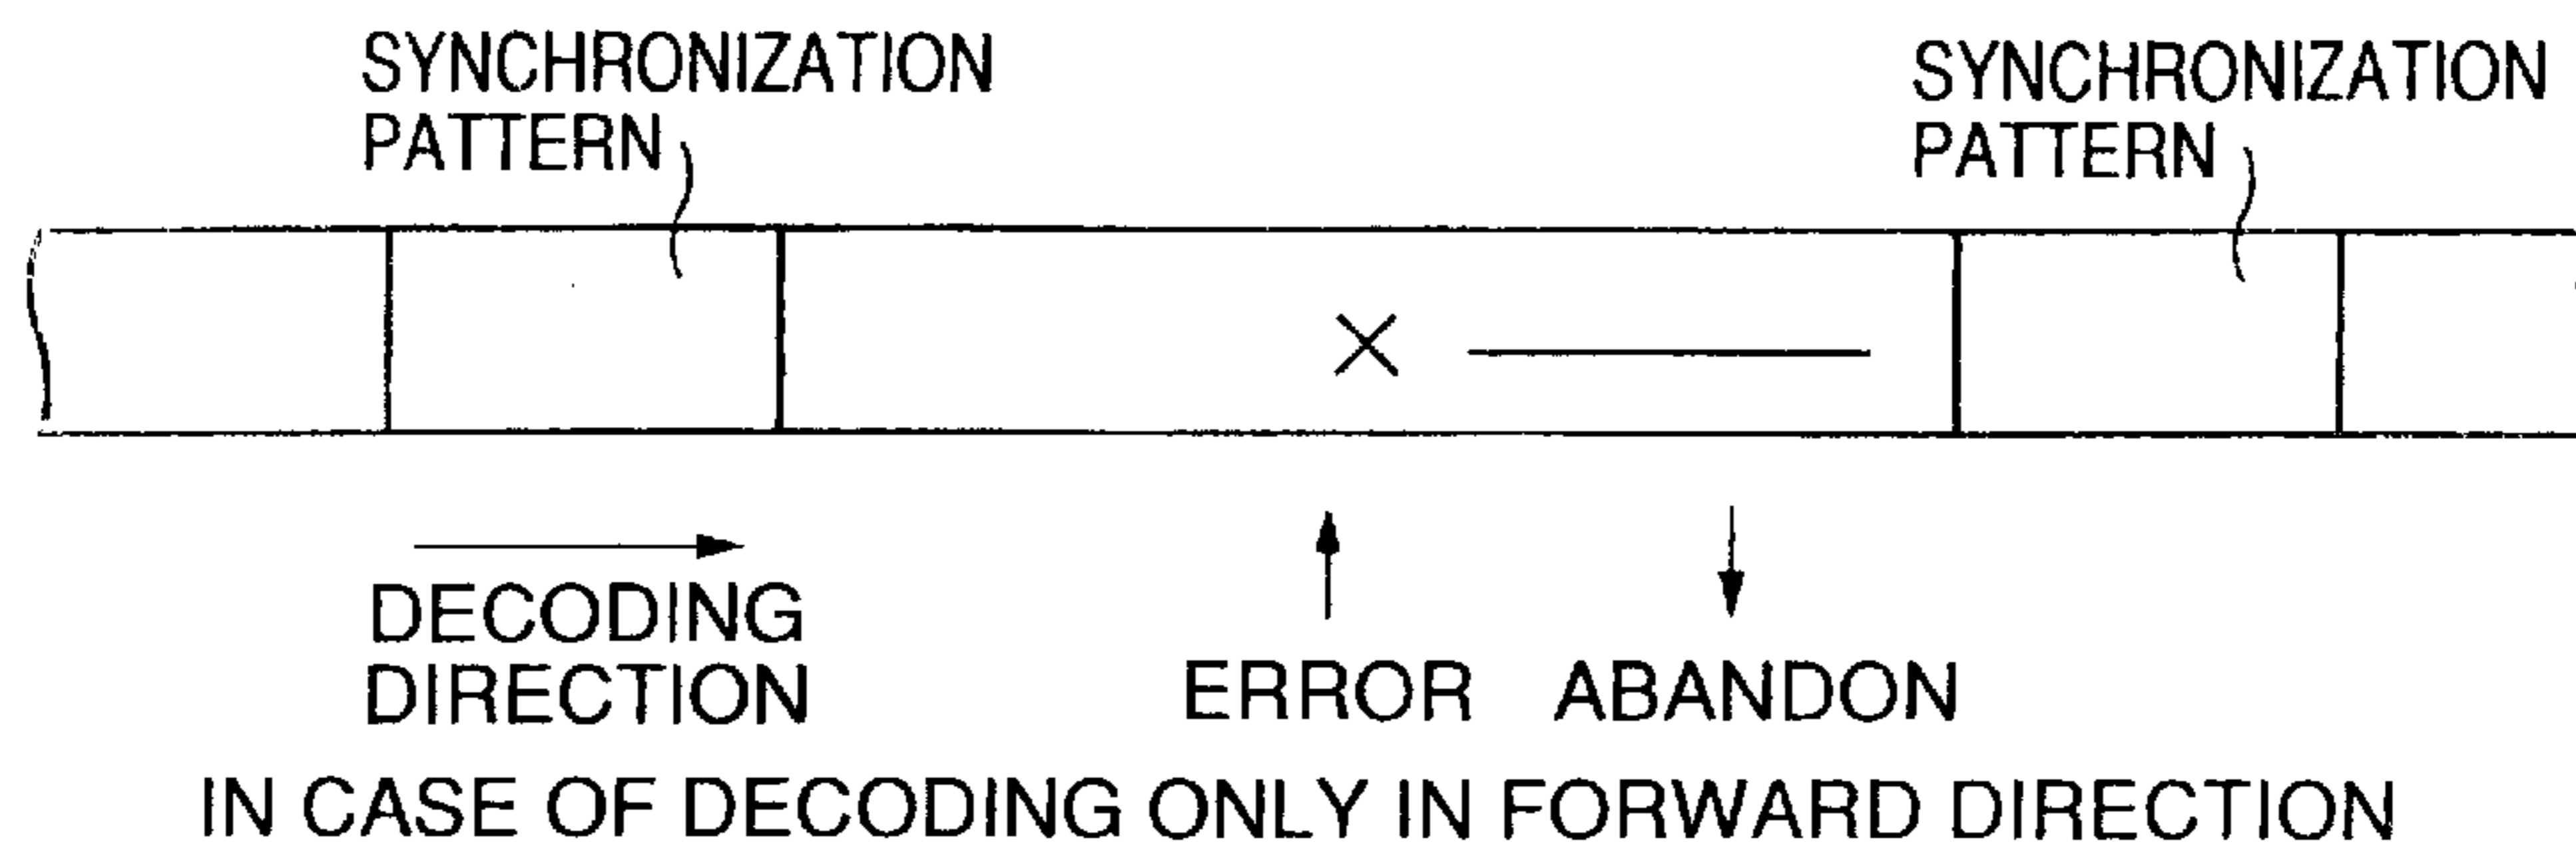 SYNCHRONIZATION
PATTERN
SYNCHRONIZATION
PATTERN
DECODING
DIRECTION
ERROR
ABANDON
IN CASE OF DECODING ONLY IN FORWARD DIRECTION